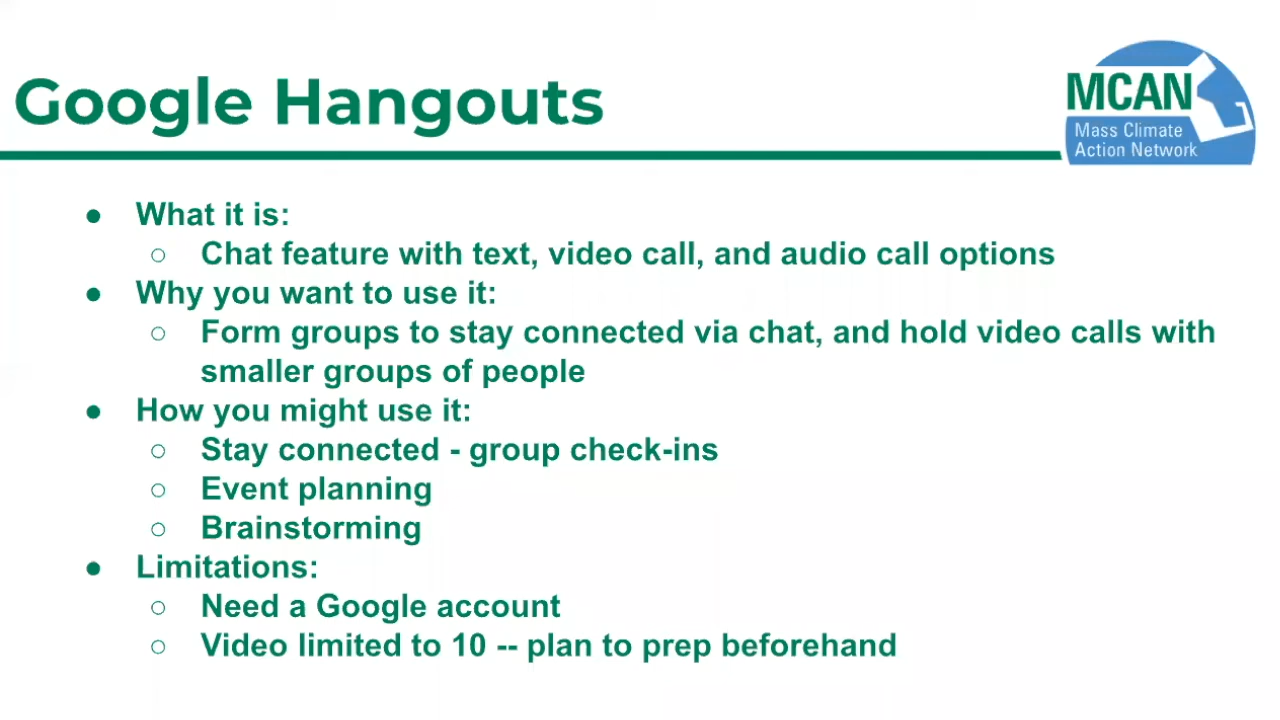 Google Hangouts
MCAN
Mass Climate
Action Network
● What it is:
○ Chat feature with text, video call, and audio call options
● Why you want to use it:
○ Form groups to stay connected via chat, and hold video calls with
smaller groups of people
● How you might use it:
○ Stay connected - group check-ins
○ Event planning
○ Brainstorming
● Limitations:
○ Need a Google account
○ Video limited to 10 -- plan to prep beforehand